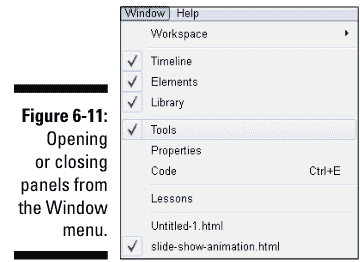 Window Help
Workspace
Timeline
Elements
Library
Tools
Properties
Code Ctrl+E
Lessons
Untitled-1.html
slide-show-animation.html
Figure 6-11:
Opening
or closing
panels from
the Window
menu.